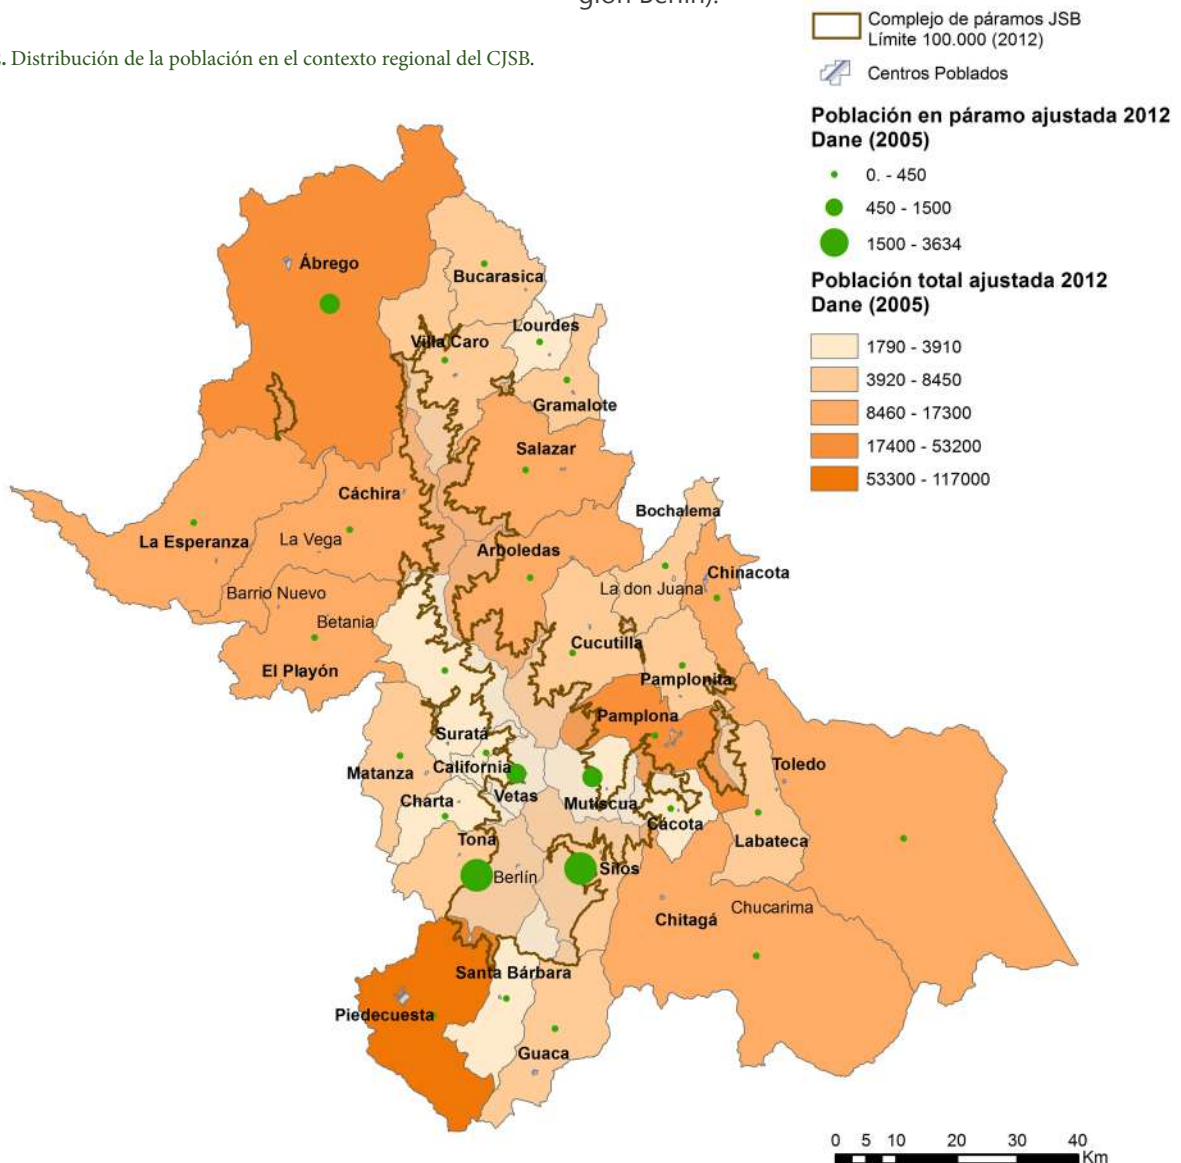 gión Berlín).
. Distribución de la población en el contexto regional del CJSB.
Complejo de páramos JSB
Límite 100.000 (2012)
Centros Poblados
Población en páramo ajustada 2012
Dane (2005)
0. - 450
450 - 1500
1500 - 3634
Población total ajustada 2012
Dane (2005)
1790 - 3910
3920 - 8450
8460 - 17300
17400 - 53200
53300 - 117000
Ábrego
Bucarasica
Lourdes
Villa Caro
Gramalote
Salazar
Cáchira
Bochalema
La Esperanza
La Vega
Arboledas
Chinacota
La don Juana
Barrio Nuevo
Betania
Cucutilla
El Playón
Pamplonita
Pamplona
Suratá
Toledo
California
Matanza
Vetas
Charta
Mutiscua
Cácota
Labateca
Tona
Silos
Berlín
Chucarima
Chitagá
Santa Bárbara
Piedecuesta
Guaca
0 5 10 20 30 40
Km